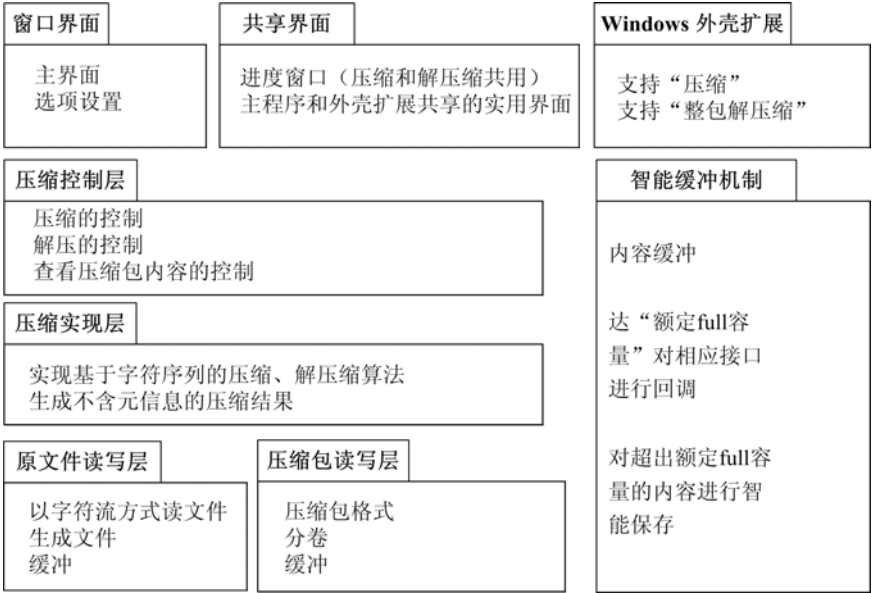 窗口界面
主界面
选项设置
共享界面
进度窗口（压缩和解压缩共用）
主程序和外壳扩展共享的实用界面
Windows 外壳扩展
支持“压缩”
支持“整包解压缩”
压缩控制层
压缩的控制
解压的控制
查看压缩包内容的控制
压缩实现层
实现基于字符序列的压缩、解压缩算法
生成不含元信息的压缩结果
原文件读写层
以字符流方式读文件
生成文件
缓冲
压缩包读写层
压缩包格式
分卷
缓冲
智能缓冲机制
内容缓冲
达“额定full容
量”对相应接口
进行回调
对超出额定full容
量的内容进行智
能保存